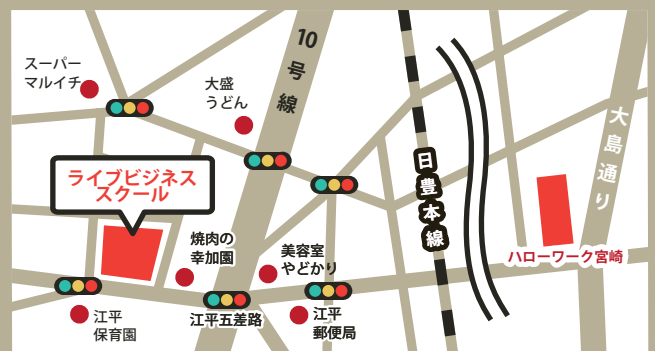 スーパー
マルイチ
大盛
うどん
10号線
大島通り
日豊本線
ライブビジネス
スクール
焼肉の
幸加園
美容室
やどかり
ハローワーク宮崎
江平
保育園
江平五差路
江平
郵便局